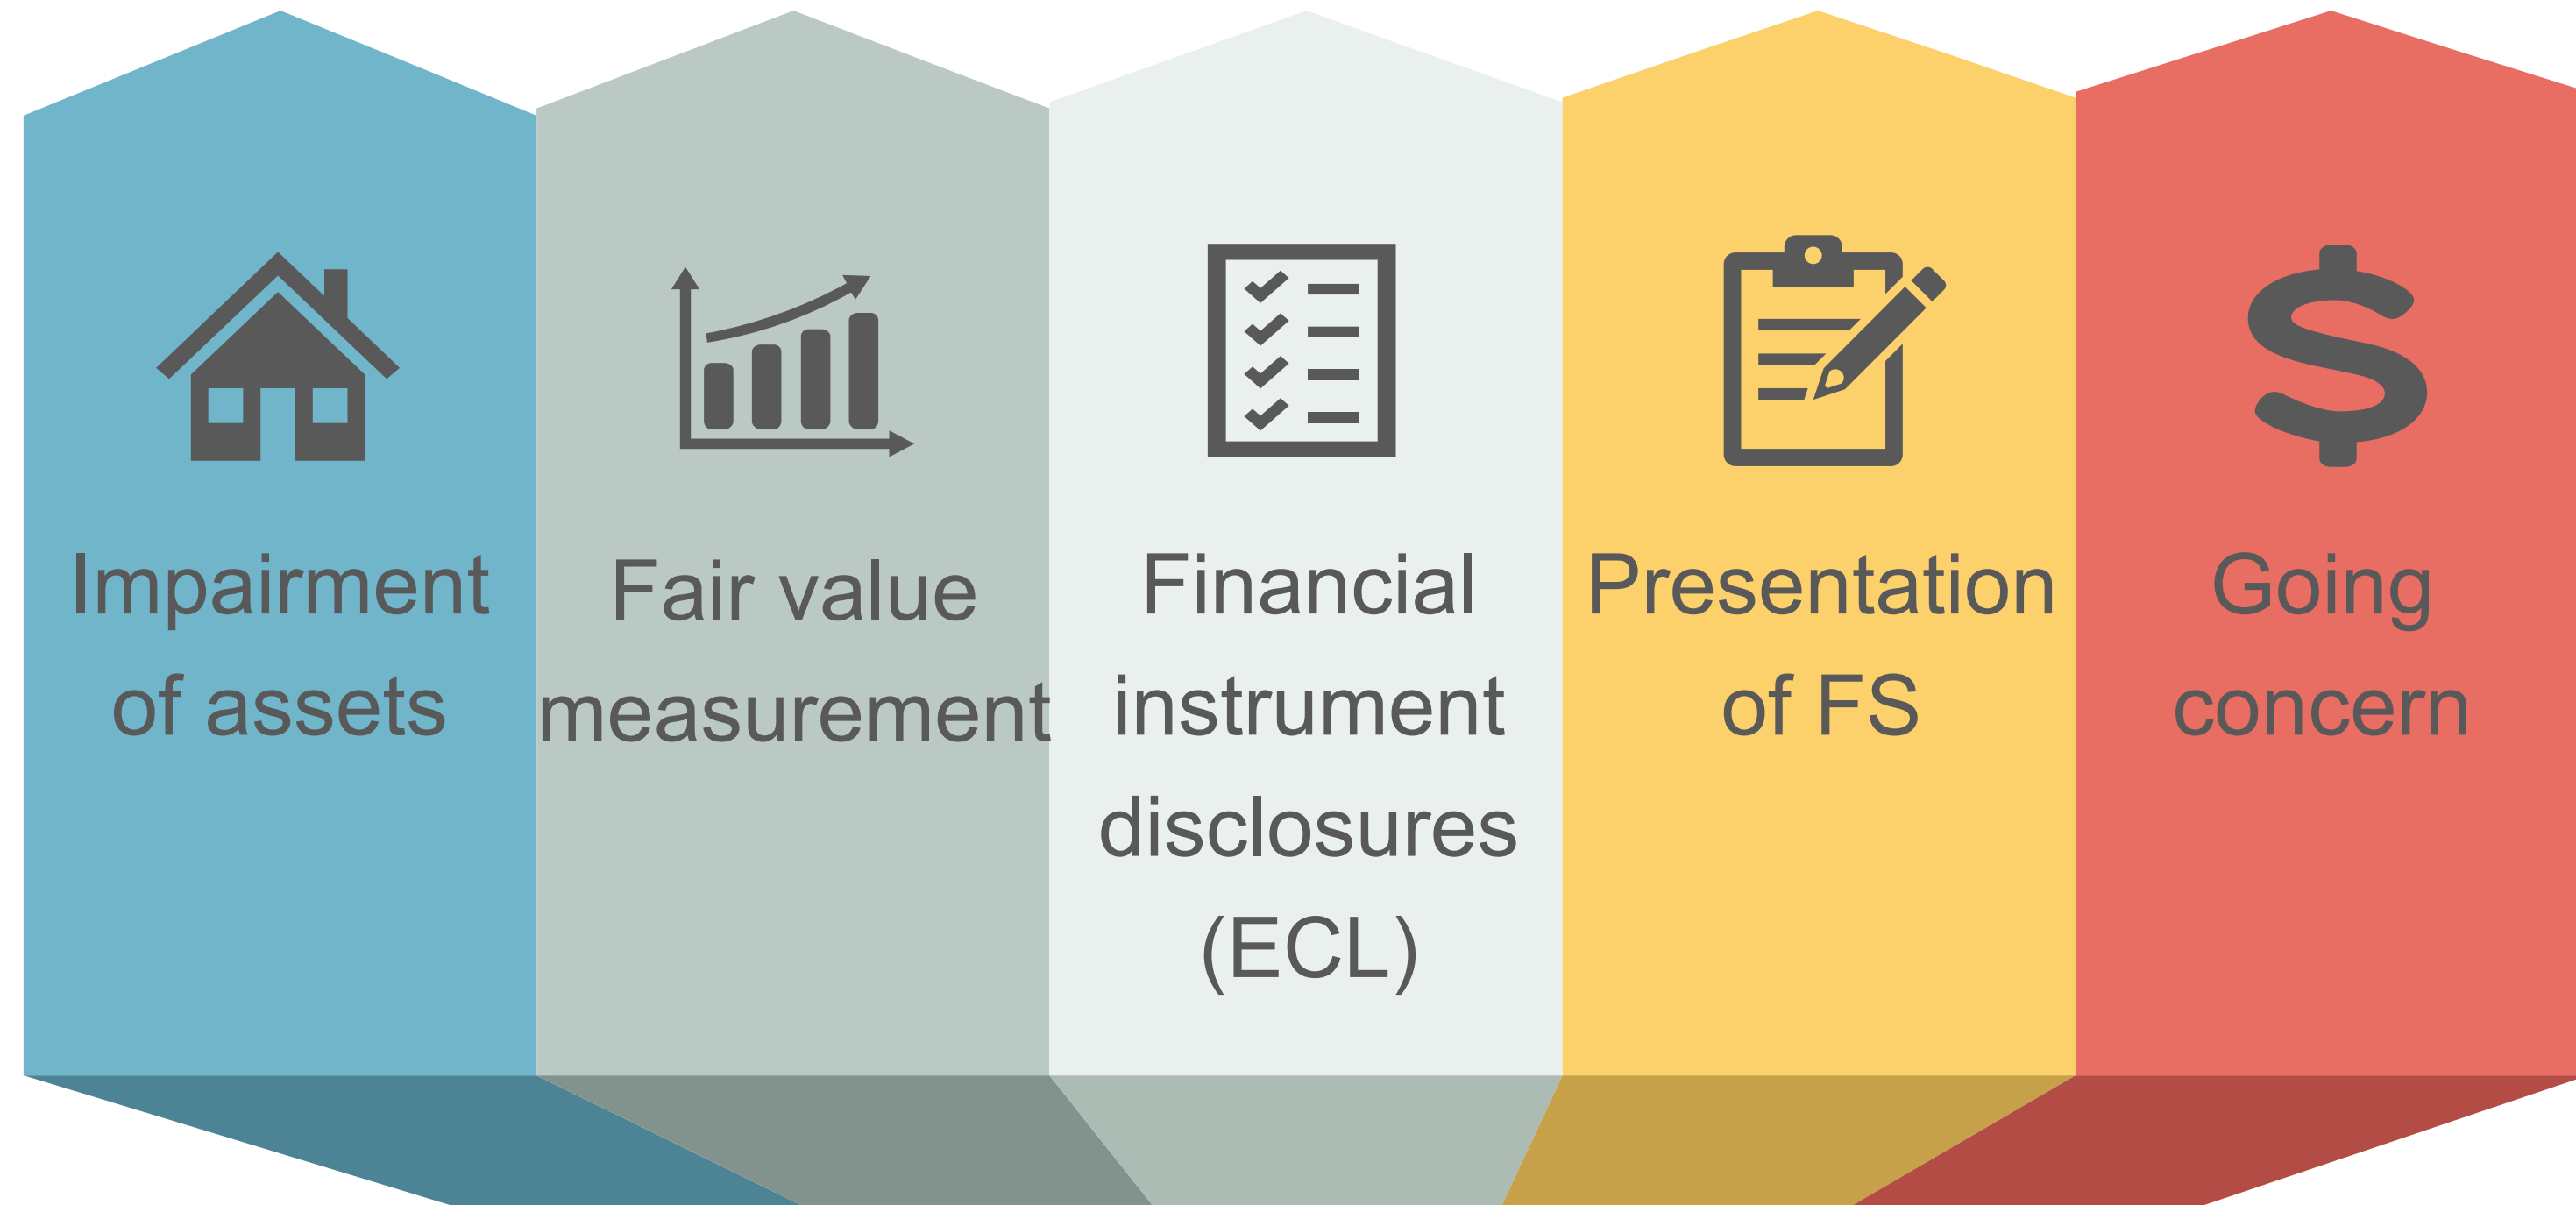 Impairment
of assets
Fair value
measurement
Financial
instrument
disclosures
(ECL)
Presentation
of FS
Going
concern